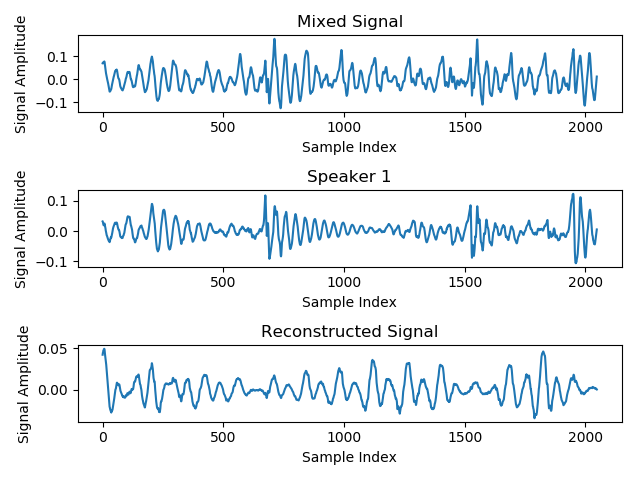 Mixed Signal
Signal Amplitude
0.1
0.0
−0.1
0
500
1000
1500
2000
Sample Index
Speaker 1
Signal Amplitude
0.1
0.0
−0.1
0
500
1000
1500
2000
Sample Index
Reconstructed Signal
Signal Amplitude
0.05
0.00
0
500
1000
1500
2000
Sample Index